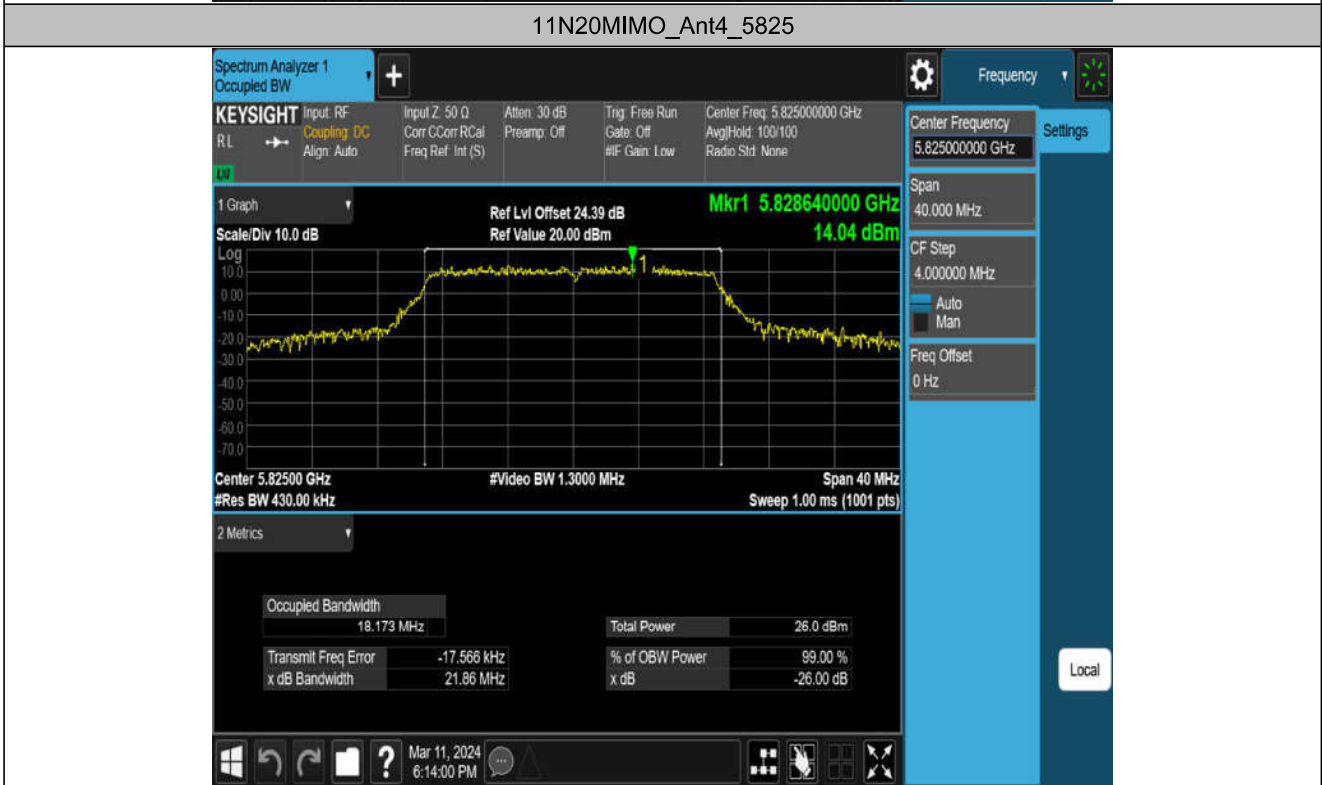 11N20MIMO_Ant4_5825
Spectrum Analyzer 1
Occupied BW
+
Frequency
KEYSIGHT
RL
LXI
Input: RF
Coupling: DC
Align: Auto
Input Z: 50 Ω
Corr CCorr RCal
Freq Ref: Int (S)
Atten: 30 dB
Preamp: Off
Trig: Free Run
Gate: Off
#IF Gain: Low
Center Freq: 5.825000000 GHz
Avg|Hold: 100/100
Radio Std: None
Center Frequency
5.825000000 GHz
Settings
Span
40.000 MHz
CF Step
4.000000 MHz
Auto
Man
Freq Offset
0 Hz
Local
1 Graph
Scale/Div 10.0 dB
Ref Lvl Offset 24.39 dB
Ref Value 20.00 dBm
Mkr1 5.828640000 GHz
14.04 dBm
Log
10.0
0.00
-10.0
-20.0
-30.0
-40.0
-50.0
-60.0
-70.0
1
Center 5.82500 GHz
#Res BW 430.00 kHz
#Video BW 1.3000 MHz
Span 40 MHz
Sweep 1.00 ms (1001 pts)
2 Metrics
Occupied Bandwidth
18.173 MHz
Total Power 26.0 dBm
Transmit Freq Error -17.566 kHz
% of OBW Power 99.00 %
x dB Bandwidth 21.86 MHz
x dB -26.00 dB
?
Mar 11, 2024
6:14:00 PM